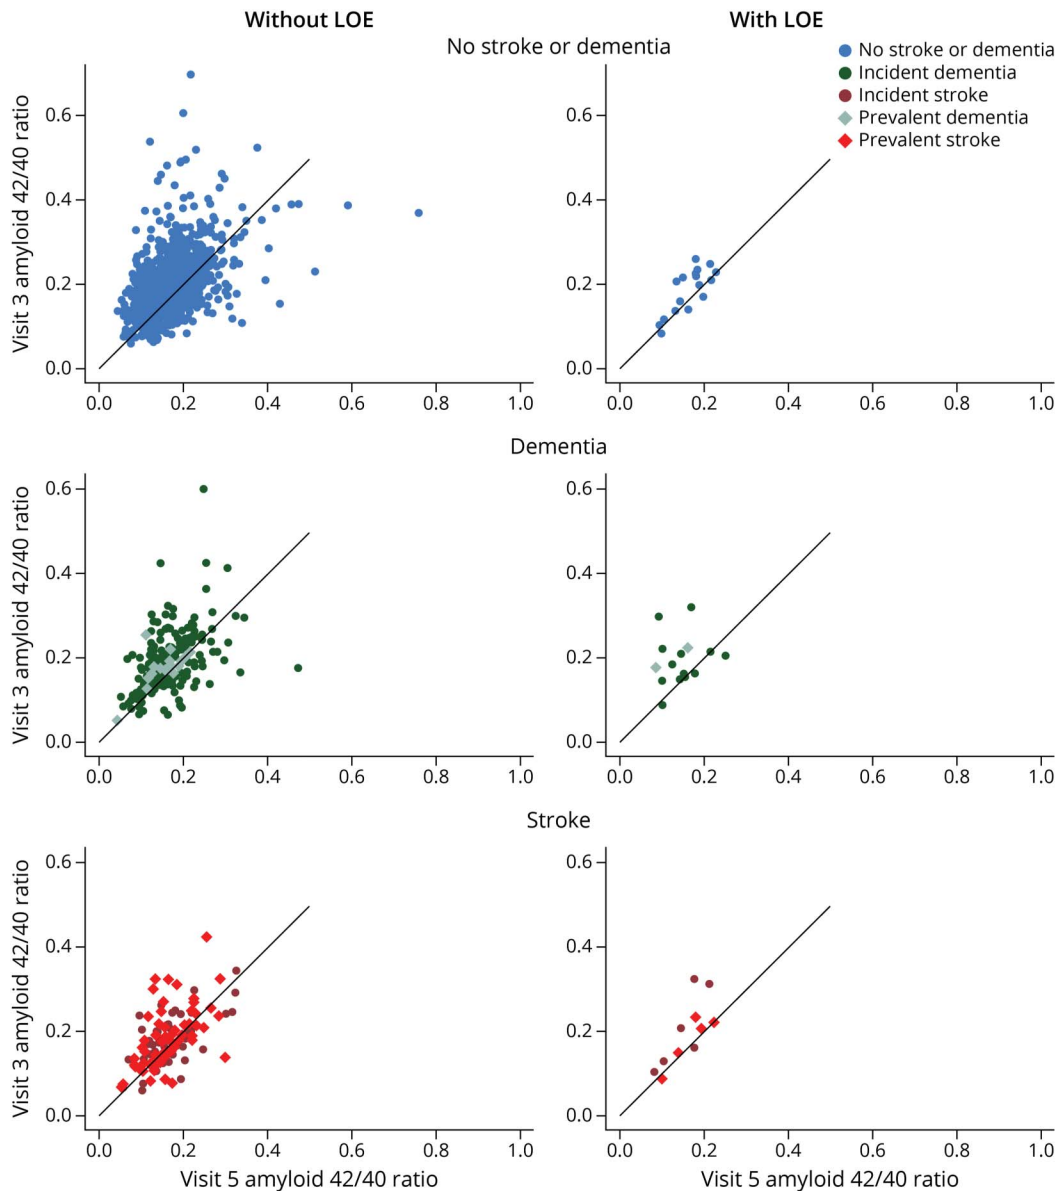 Without LOE
With LOE
No stroke or dementia
No stroke or dementia
Incident dementia
Incident stroke
Prevalent dementia
Prevalent stroke
Visit 3 amyloid 42/40 ratio
0.6
0.4
0.2
0.0
0.0 0.2 0.4 0.6 0.8 1.0
0.6
0.4
0.2
0.0
0.0 0.2 0.4 0.6 0.8 1.0
Dementia
Visit 3 amyloid 42/40 ratio
0.6
0.4
0.2
0.0
0.0 0.2 0.4 0.6 0.8 1.0
0.6
0.4
0.2
0.0
0.0 0.2 0.4 0.6 0.8 1.0
Stroke
Visit 3 amyloid 42/40 ratio
0.6
0.4
0.2
0.0
0.0 0.2 0.4 0.6 0.8 1.0
Visit 5 amyloid 42/40 ratio
0.6
0.4
0.2
0.0
0.0 0.2 0.4 0.6 0.8 1.0
Visit 5 amyloid 42/40 ratio